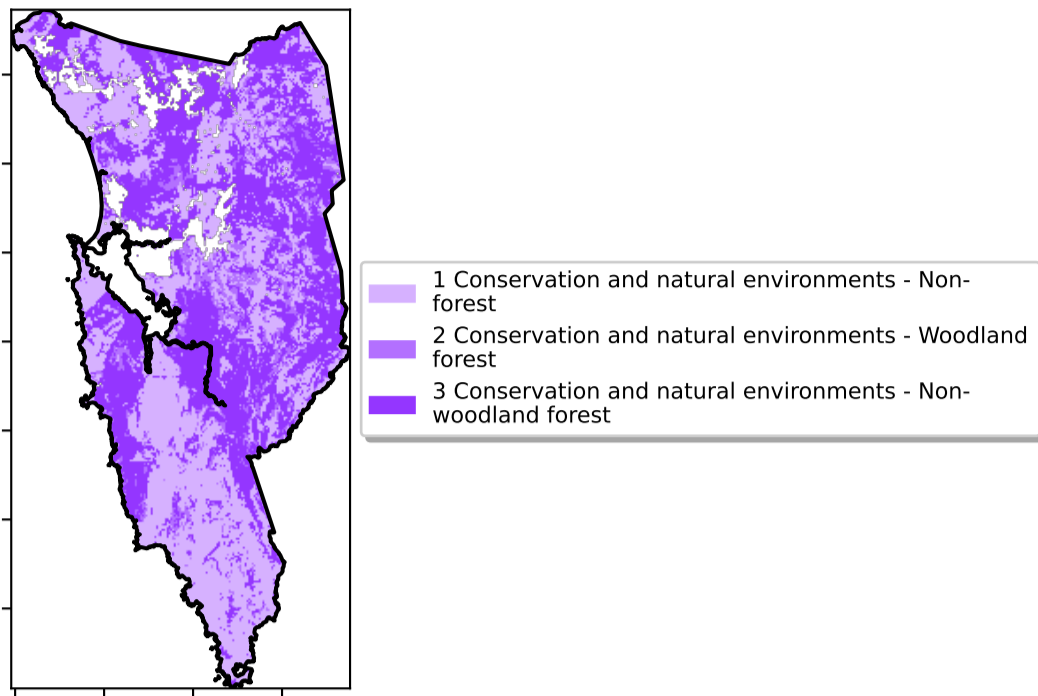 1 Conservation and natural environments - Non-
forest
2 Conservation and natural environments - Woodland
forest
3 Conservation and natural environments - Non-
woodland forest